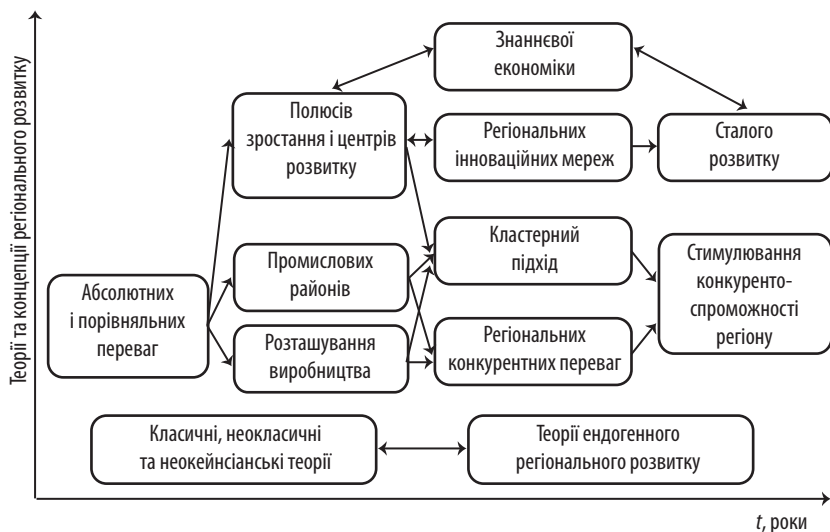 Теорії та концепції регіонального розвитку
Знаннєвої
економіки
Полюсів
зростання і центрів
розвитку
Регіональних
інноваційних мереж
Сталого
розвитку
Абсолютних
і порівняльних
переваг
Промислових
районів
Кластерний
підхід
Стимулювання
конкуренто-
спроможності
регіону
Розташування
виробництва
Регіональних
конкурентних переваг
Класичні, неокласичні
та неокейнсіанські теорії
Теорії ендогенного
регіонального розвитку
t, роки